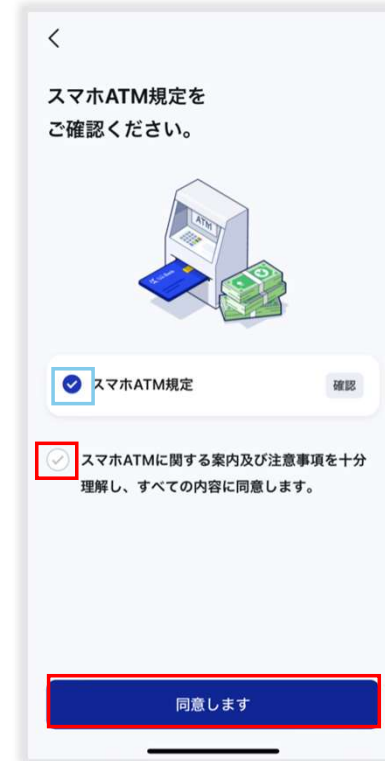 スマホATM規定を
ご確認ください。
ATM
スマホATM規定
確認
スマホATMに関する案内及び注意事項を十分
理解し、すべての内容に同意します。
同意します